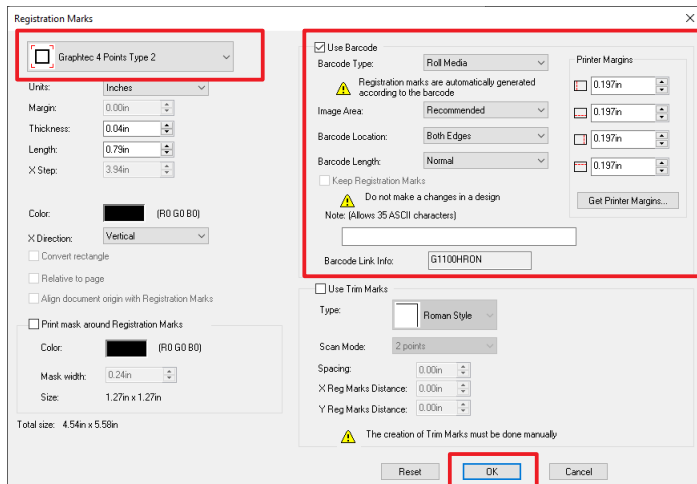 Registration Marks
Graphtec 4 Points Type 2
Units: Inches
Margin: 0.00in
Thickness: 0.04in
Length: 0.79in
X Step: 3.94in
Color: (R0 G0 B0)
X Direction: Vertical
Convert rectangle
Relative to page
Align document origin with Registration Marks
Print mask around Registration Marks
Color: (R0 G0 B0)
Mask width: 0.24in
Size: 1.27in x 1.27in
Total size: 4.54in x 5.58in
Use Barcode
Barcode Type: Roll Media
Registration marks are automatically generated
according to the barcode
Image Area: Recommended
Barcode Location: Both Edges
Barcode Length: Normal
Keep Registration Marks
Do not make a changes in a design
Note: (Allows 35 ASCII characters)
Barcode Link Info: G1100HRON
Printer Margins
0.197in
0.197in
0.197in
0.197in
Get Printer Margins...
Use Trim Marks
Type: Roman Style
Scan Mode: 2 points
Spacing: 0.00in
X Reg Marks Distance: 0.00in
Y Reg Marks Distance: 0.00in
The creation of Trim Marks must be done manually
Reset OK Cancel